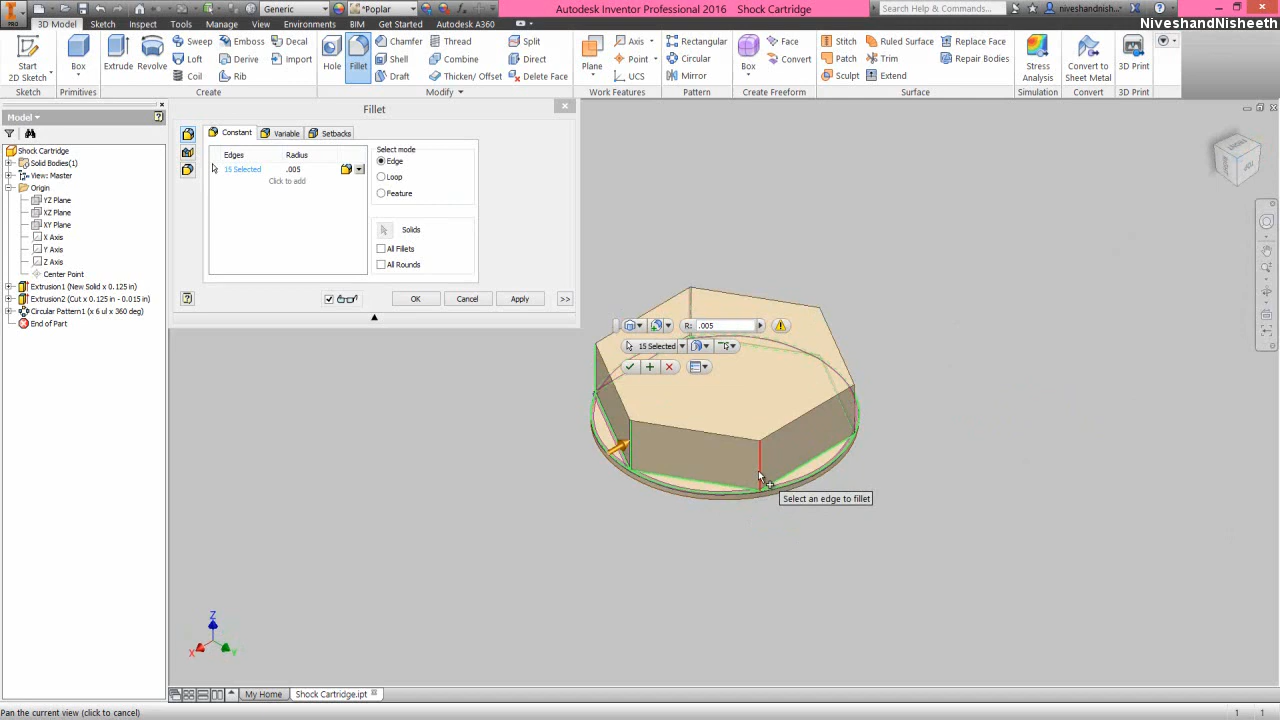 Generic
*Poplar
Autodesk Inventor Professional 2016 Shock Cartridge
Search Help & Commands...
niveshandnish...
NiveshandNisheeth
PRO
3D Model Sketch Inspect Tools Manage View Environments BIM Get Started Autodesk A360
Start
2D Sketch
Box
Extrude
Revolve
Sweep
Loft
Coil
Emboss
Derive
Rib
Decal
Import
Hole
Fillet
Chamfer
Shell
Draft
Thread
Combine
Thicken/ Offset
Split
Direct
Delete Face
Plane
Axis
Point
UCS
Rectangular
Circular
Mirror
Box
Face
Convert
Stitch
Patch
Sculpt
Ruled Surface
Trim
Extend
Replace Face
Repair Bodies
Stress
Analysis
Convert to
Sheet Metal
3D Print
Sketch Primitives Create Modify Work Features Pattern Create Freeform Surface Simulation Convert 3D Print
Model
Shock Cartridge
Solid Bodies(1)
View: Master
Origin
YZ Plane
XZ Plane
XY Plane
X Axis
Y Axis
Z Axis
Center Point
Extrusion1 (New Solid x 0.125 in)
Extrusion2 (Cut x 0.125 in - 0.015 in)
Circular Pattern1 (x 6 ul x 360 deg)
End of Part
Fillet
Constant Variable Setbacks
Edges Radius
15 Selected .005
Click to add
Select mode
Edge
Loop
Feature
Solids
All Fillets
All Rounds
OK Cancel Apply >>
R: .005
15 Selected
Select an edge to fillet
Z
X
Y
My Home Shock Cartridge.ipt
Pan the current view (click to cancel)
1 1